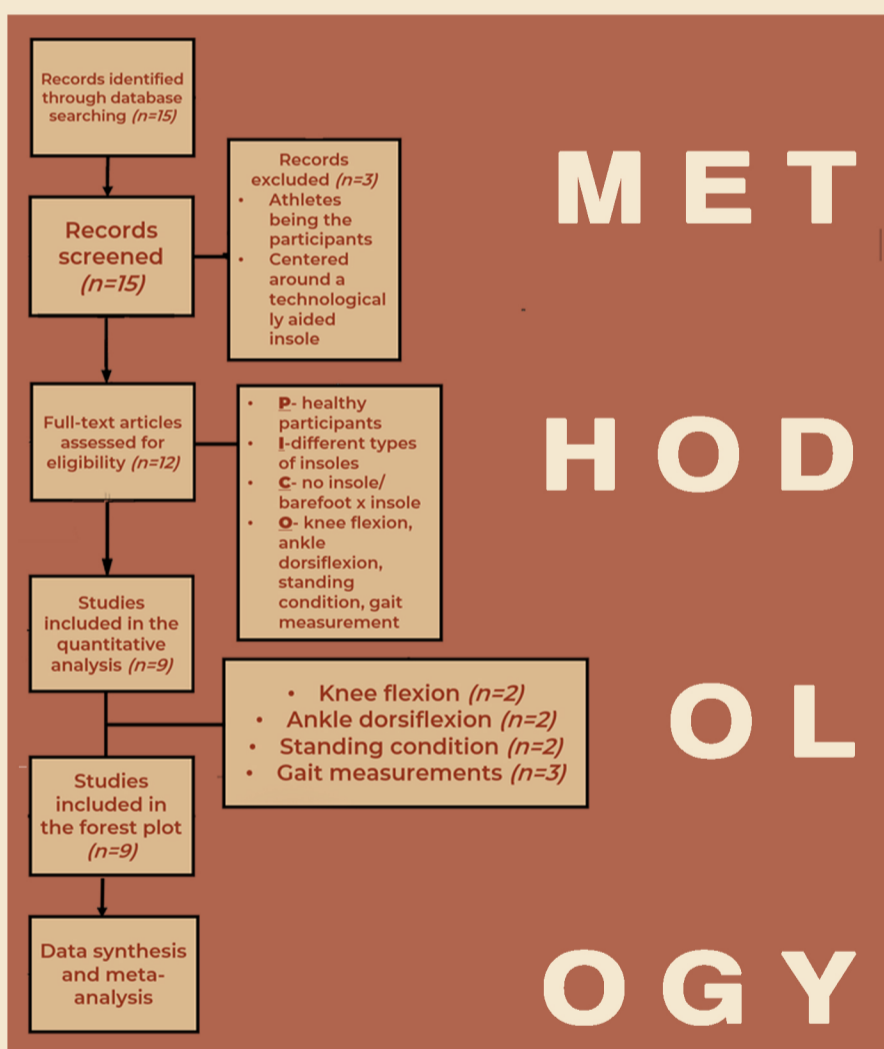 Records identified
through database
searching (n=15)
Records
screened
(n=15)
Records
excluded (n=3)
• Athletes
being the
participants
• Centered
around a
technological
ly aided
insole
Full-text articles
assessed for
eligibility (n=12)
• P- healthy
participants
• I-different types
of insoles
• C- no insole/
barefoot x insole
• O- knee flexion,
ankle
dorsiflexion,
standing
condition, gait
measurement
Studies
included in the
quantitative
analysis (n=9)
• Knee flexion (n=2)
• Ankle dorsiflexion (n=2)
• Standing condition (n=2)
• Gait measurements (n=3)
Studies
included in
the forest plot
(n=9)
Data synthesis
and meta-
analysis
MET
HOD
OL
OGY